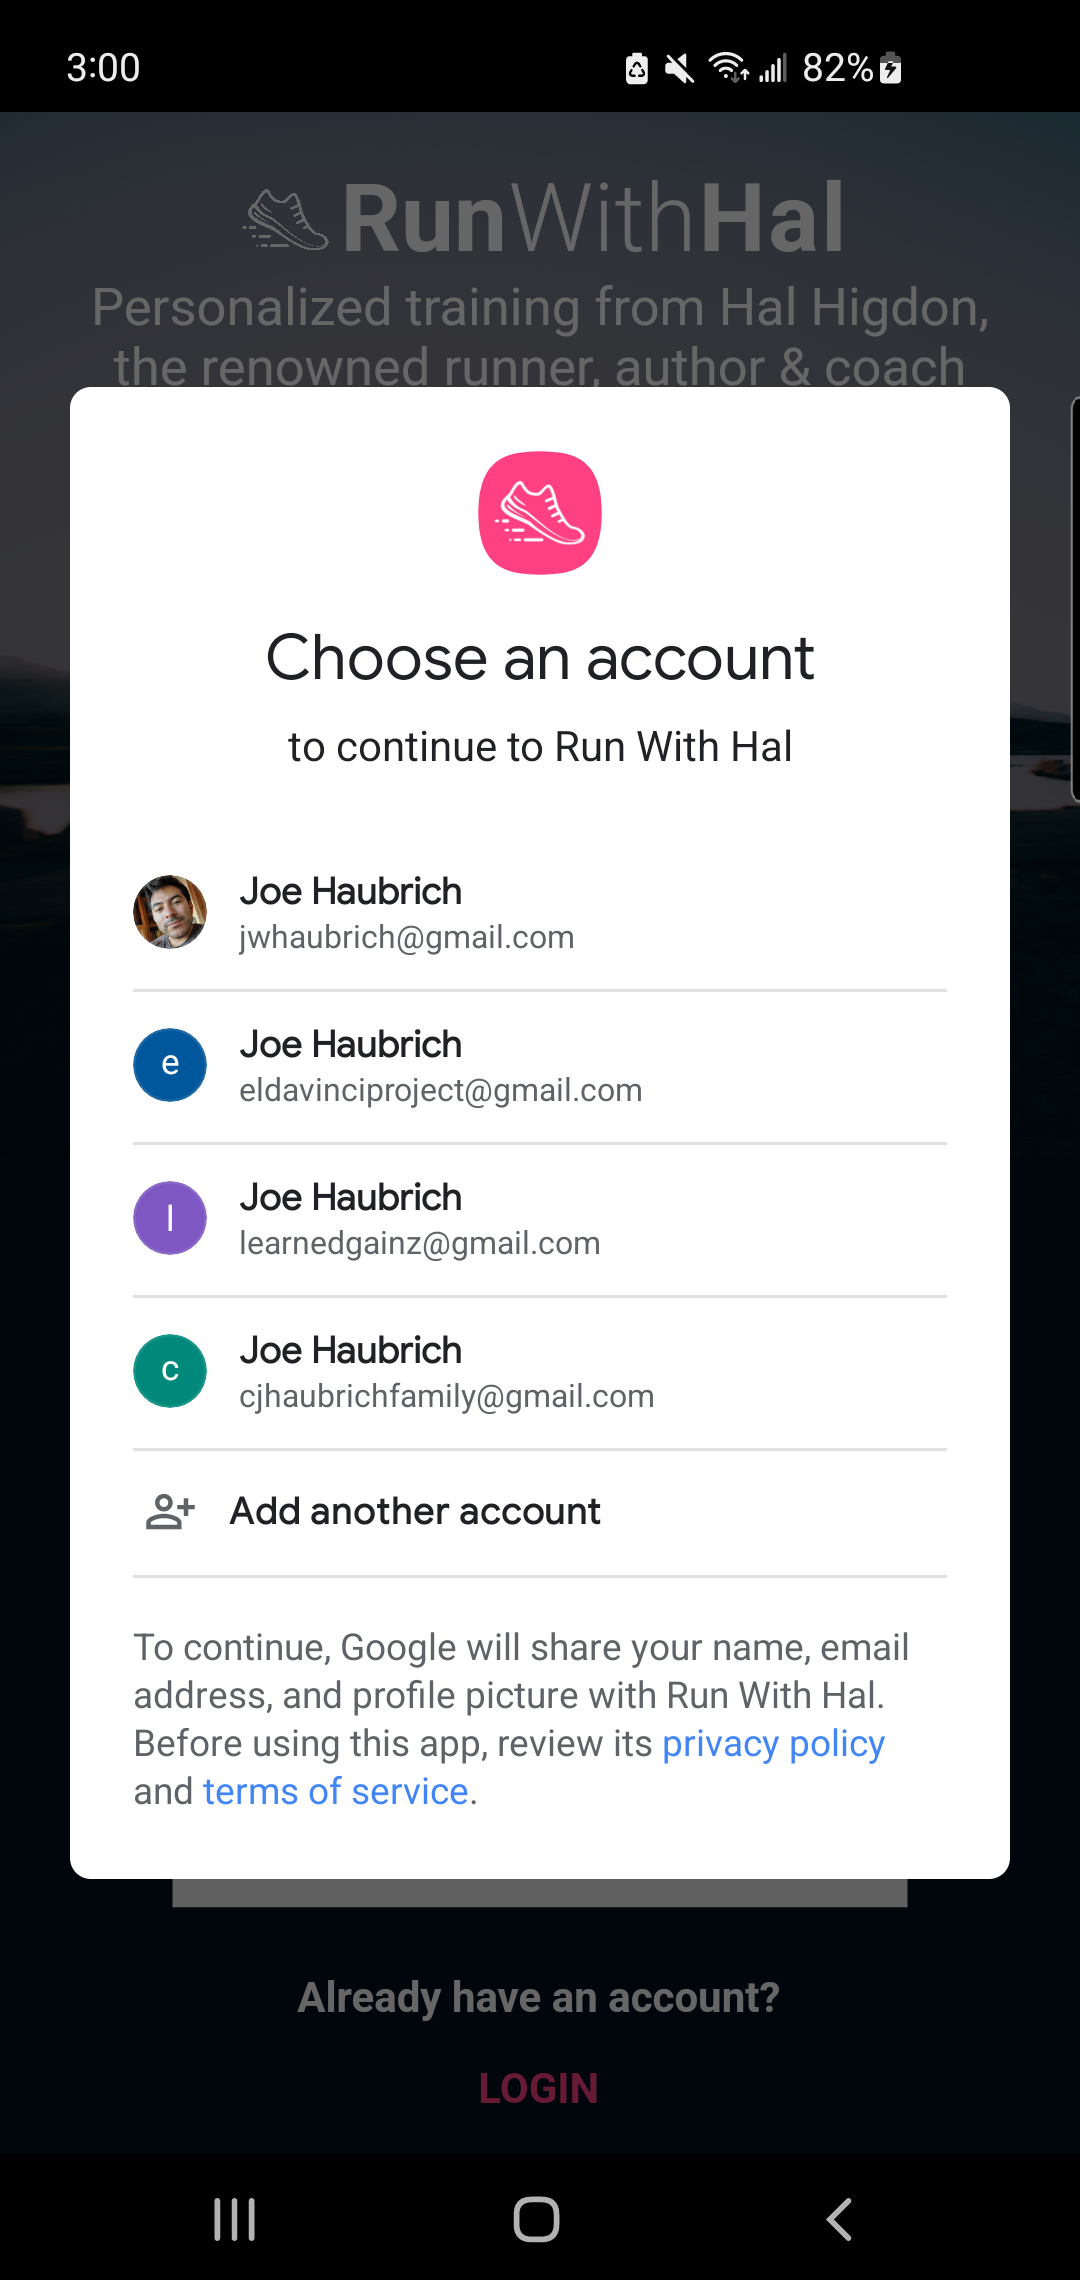 3:00
82%
RunWithHal
Personalized training from Hal Higdon,
the renowned runner, author & coach
Choose an account
to continue to Run With Hal
Joe Haubrich
jwhaubrich@gmail.com
e
Joe Haubrich
eldavinciproject@gmail.com
l
Joe Haubrich
learnedgainz@gmail.com
c
Joe Haubrich
cjhaubrichfamily@gmail.com
Add another account
To continue, Google will share your name, email
address, and profile picture with Run With Hal.
Before using this app, review its privacy policy
and terms of service.
Already have an account?
LOGIN